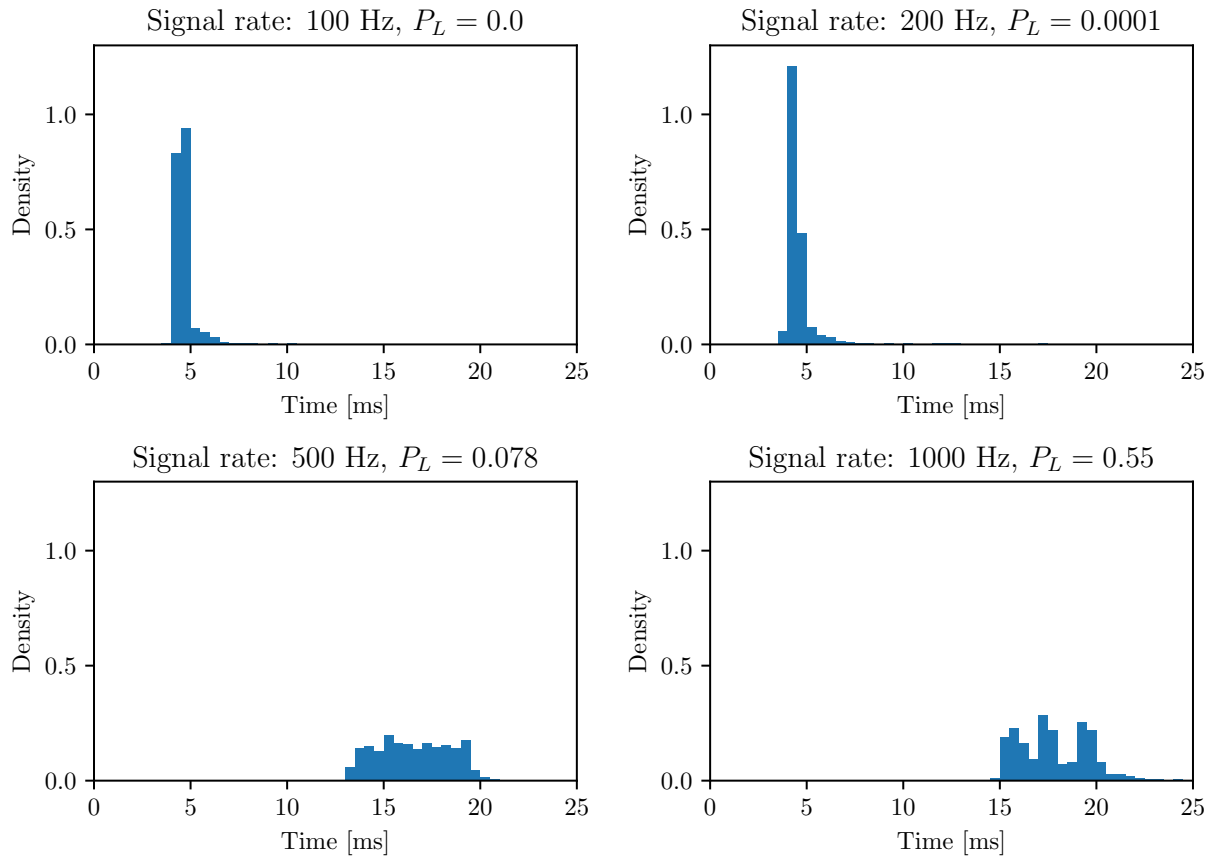 Signal rate: 100 Hz, $P_L = 0.0$
Density
1.0
0.5
0.0
0 5 10 15 20 25
Time [ms]
Signal rate: 200 Hz, $P_L = 0.0001$
Density
1.0
0.5
0.0
0 5 10 15 20 25
Time [ms]
Signal rate: 500 Hz, $P_L = 0.078$
Density
1.0
0.5
0.0
0 5 10 15 20 25
Time [ms]
Signal rate: 1000 Hz, $P_L = 0.55$
Density
1.0
0.5
0.0
0 5 10 15 20 25
Time [ms]